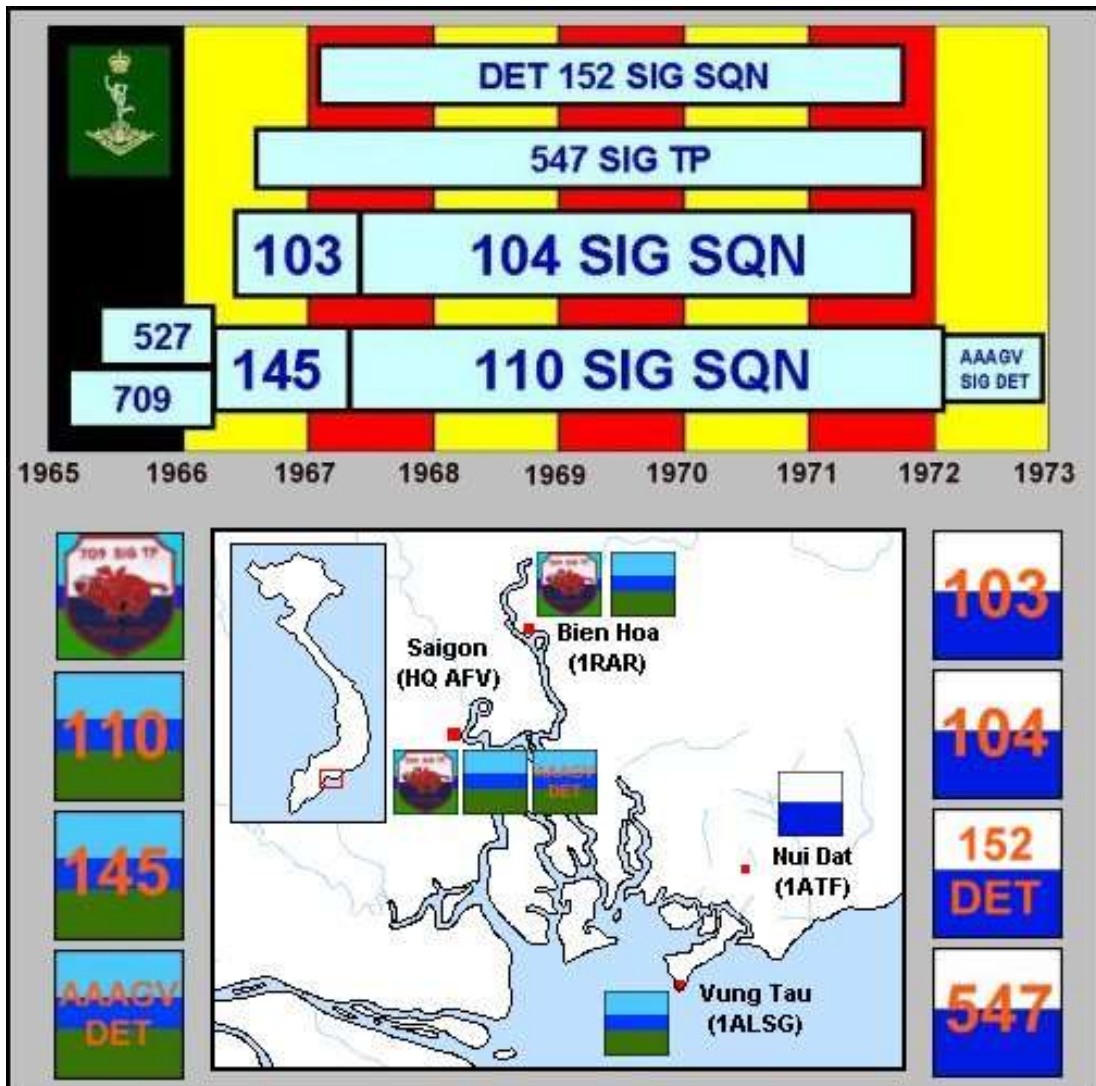 DET 152 SIG SQN
547 SIG TP
103
104 SIG SQN
527
709
145
110 SIG SQN
AAAGV
SIG DET
1965
1966
1967
1968
1969
1970
1971
1972
1973
709 SIG TP
110
145
AAAGV
DET
Bien Hoa
(1RAR)
Saigon
(HQ AFV)
AAAGV
DET
Nui Dat
(1ATF)
Vung Tau
(1ALSG)
103
104
152
DET
547